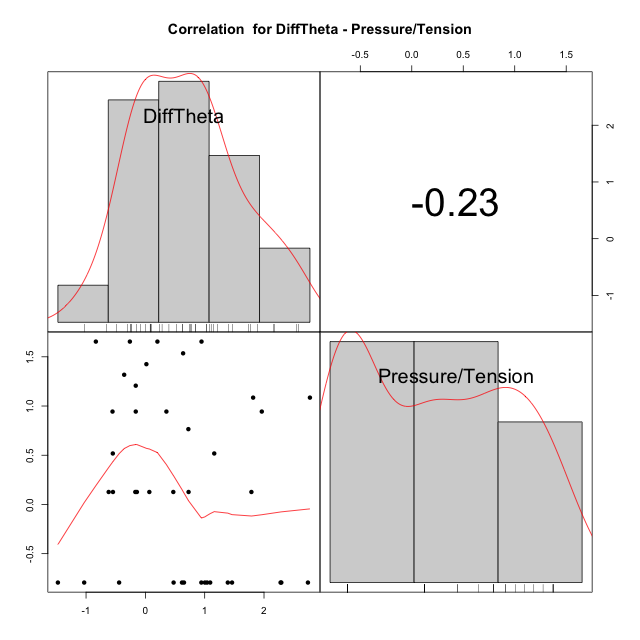 Correlation for DiffTheta - Pressure/Tension
-0.5 0.0 0.5 1.0 1.5
DiffTheta
-0.23
2
1
0
-1
Pressure/Tension
1.5
1.0
0.5
0.0
-0.5
-1 0 1 2